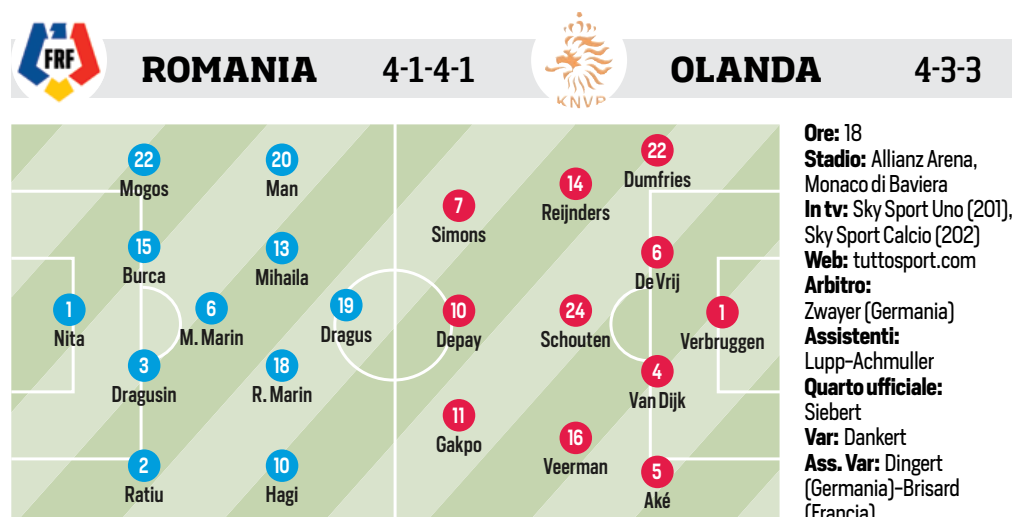 FRF
ROMANIA 4-1-4-1
KNVB
OLANDA 4-3-3
22
Mogos
20
Man
15
Burca
13
Mihaila
1
Nita
6
M. Marin
19
Dragus
3
Dragusin
18
R. Marin
2
Ratiu
10
Hagi
7
Simons
14
Reijnders
22
Dumfries
6
De Vrij
10
Depay
24
Schouten
1
Verbruggen
4
Van Dijk
11
Gakpo
16
Veerman
5
Aké
Ore: 18
Stadio: Allianz Arena,
Monaco di Baviera
In tv: Sky Sport Uno (201),
Sky Sport Calcio (202)
Web: tuttosport.com
Arbitro:
Zwayer (Germania)
Assistenti:
Lupp-Achmuller
Quarto ufficiale:
Siebert
Var: Dankert
Ass. Var: Dingert
(Germania)-Brisard
(Francia)